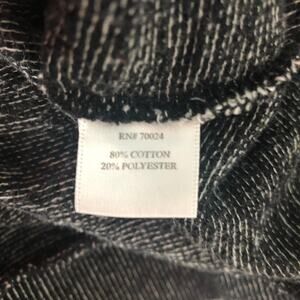 RN# 70024
80% COTTON
20% POLYESTER